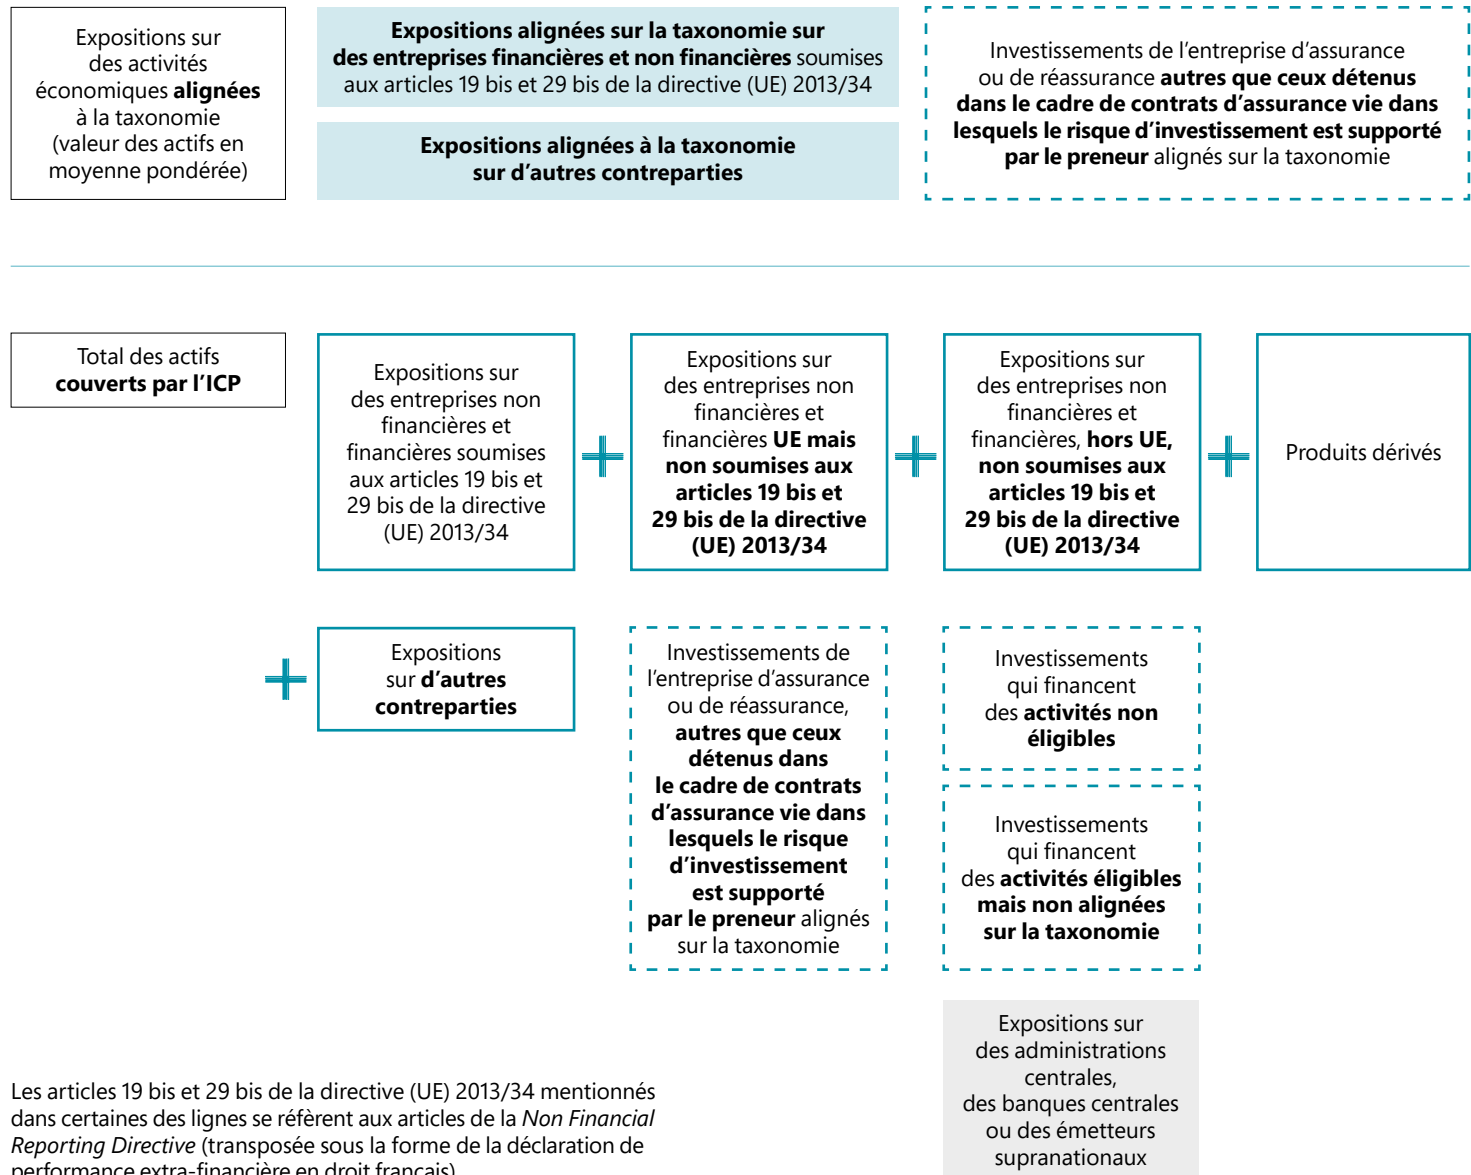 Expositions sur
des activités
économiques alignées
à la taxonomie
(valeur des actifs en
moyenne pondérée)
Expositions alignées sur la taxonomie sur
des entreprises financières et non financières soumises
aux articles 19 bis et 29 bis de la directive (UE) 2013/34
Expositions alignées à la taxonomie
sur d'autres contreparties
Investissements de l'entreprise d'assurance
ou de réassurance autres que ceux détenus
dans le cadre de contrats d'assurance vie dans
lesquels le risque d'investissement est supporté
par le preneur alignés sur la taxonomie
Total des actifs
couverts par l'ICP
Expositions sur
des entreprises non
financières et
financières soumises
aux articles 19 bis et
29 bis de la directive
(UE) 2013/34
Expositions sur
des entreprises non
financières et
financières UE mais
non soumises aux
articles 19 bis et
29 bis de la directive
(UE) 2013/34
Expositions sur
des entreprises non
financières et
financières, hors UE,
non soumises aux
articles 19 bis et
29 bis de la directive
(UE) 2013/34
Produits dérivés
Expositions
sur d'autres
contreparties
Investissements de
l'entreprise d'assurance
ou de réassurance,
autres que ceux
détenus dans
le cadre de contrats
d'assurance vie dans
lesquels le risque
d'investissement
est supporté
par le preneur alignés
sur la taxonomie
Investissements
qui financent
des activités non
éligibles
Investissements
qui financent
des activités éligibles
mais non alignées
sur la taxonomie
Expositions sur
des administrations
centrales,
des banques centrales
ou des émetteurs
supranationaux
Les articles 19 bis et 29 bis de la directive (UE) 2013/34 mentionnés
dans certaines des lignes se réfèrent aux articles de la Non Financial
Reporting Directive (transposée sous la forme de la déclaration de
performance extra-financière en droit français)